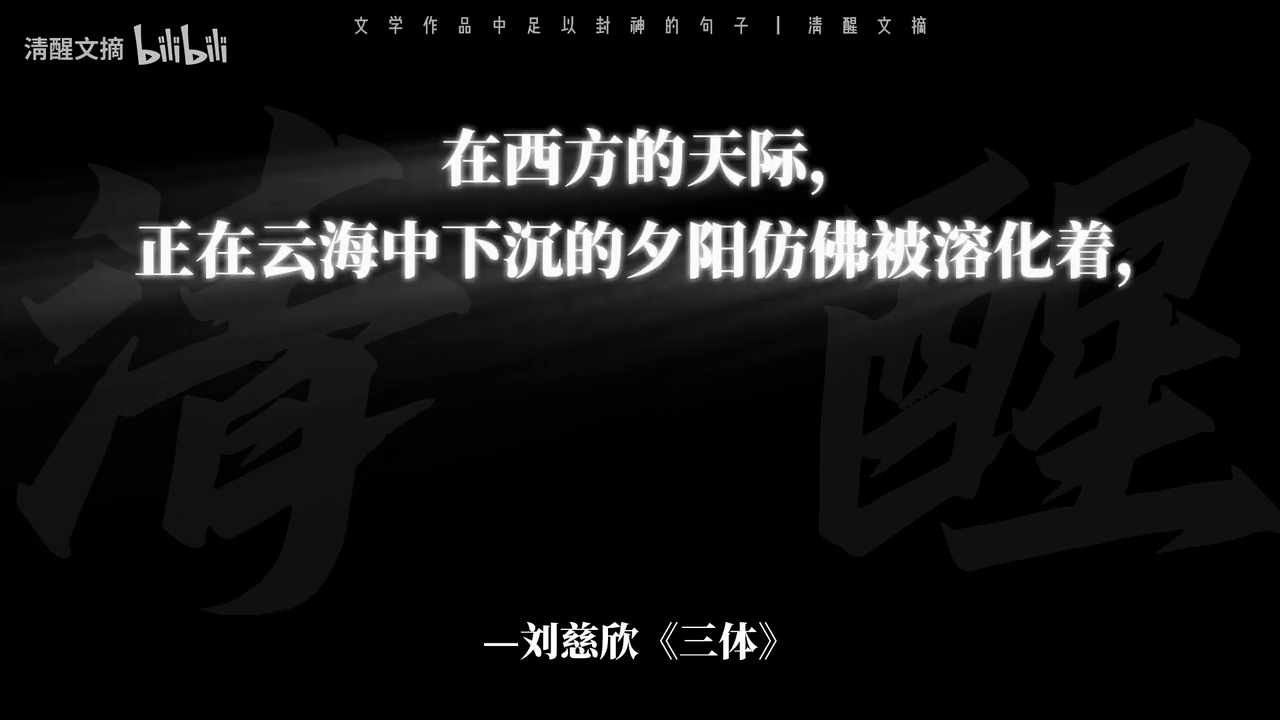 文学作品中足以封神的句子 | 清醒文摘
清醒文摘 bilibili
在西方的天际,
正在云海中下沉的夕阳仿佛被溶化着,
清醒
—刘慈欣《三体》